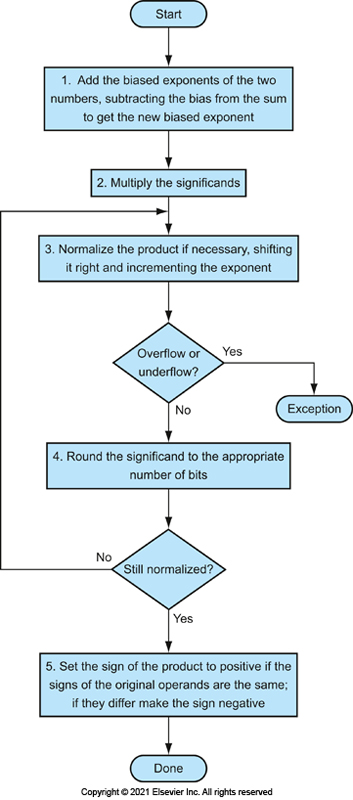 Start
1. Add the biased exponents of the two
numbers, subtracting the bias from the sum
to get the new biased exponent
2. Multiply the significands
3. Normalize the product if necessary, shifting
it right and incrementing the exponent
Overflow or
underflow?
Yes
Exception
No
4. Round the significand to the appropriate
number of bits
No
Still normalized?
Yes
5. Set the sign of the product to positive if the
signs of the original operands are the same;
if they differ make the sign negative
Done
Copyright © 2021 Elsevier Inc. All rights reserved